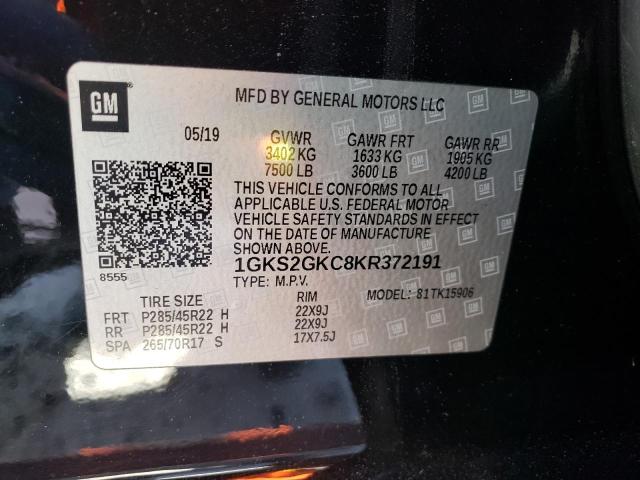 GM
MFD BY GENERAL MOTORS LLC
05/19 GVWR GAWR FRT GAWR RR
3402 KG 1633 KG 1905 KG
7500 LB 3600 LB 4200 LB
THIS VEHICLE CONFORMS TO ALL
APPLICABLE U.S. FEDERAL MOTOR
VEHICLE SAFETY STANDARDS IN EFFECT
ON THE DATE OF MANUFACTURE
SHOWN ABOVE.
8555 1GKS2GKC8KR372191
TYPE: M.P.V. MODEL: 81TK15906
TIRE SIZE RIM
FRT P285/45R22 H 22X9J
RR P285/45R22 H 22X9J
SPA 265/70R17 S 17X7.5J